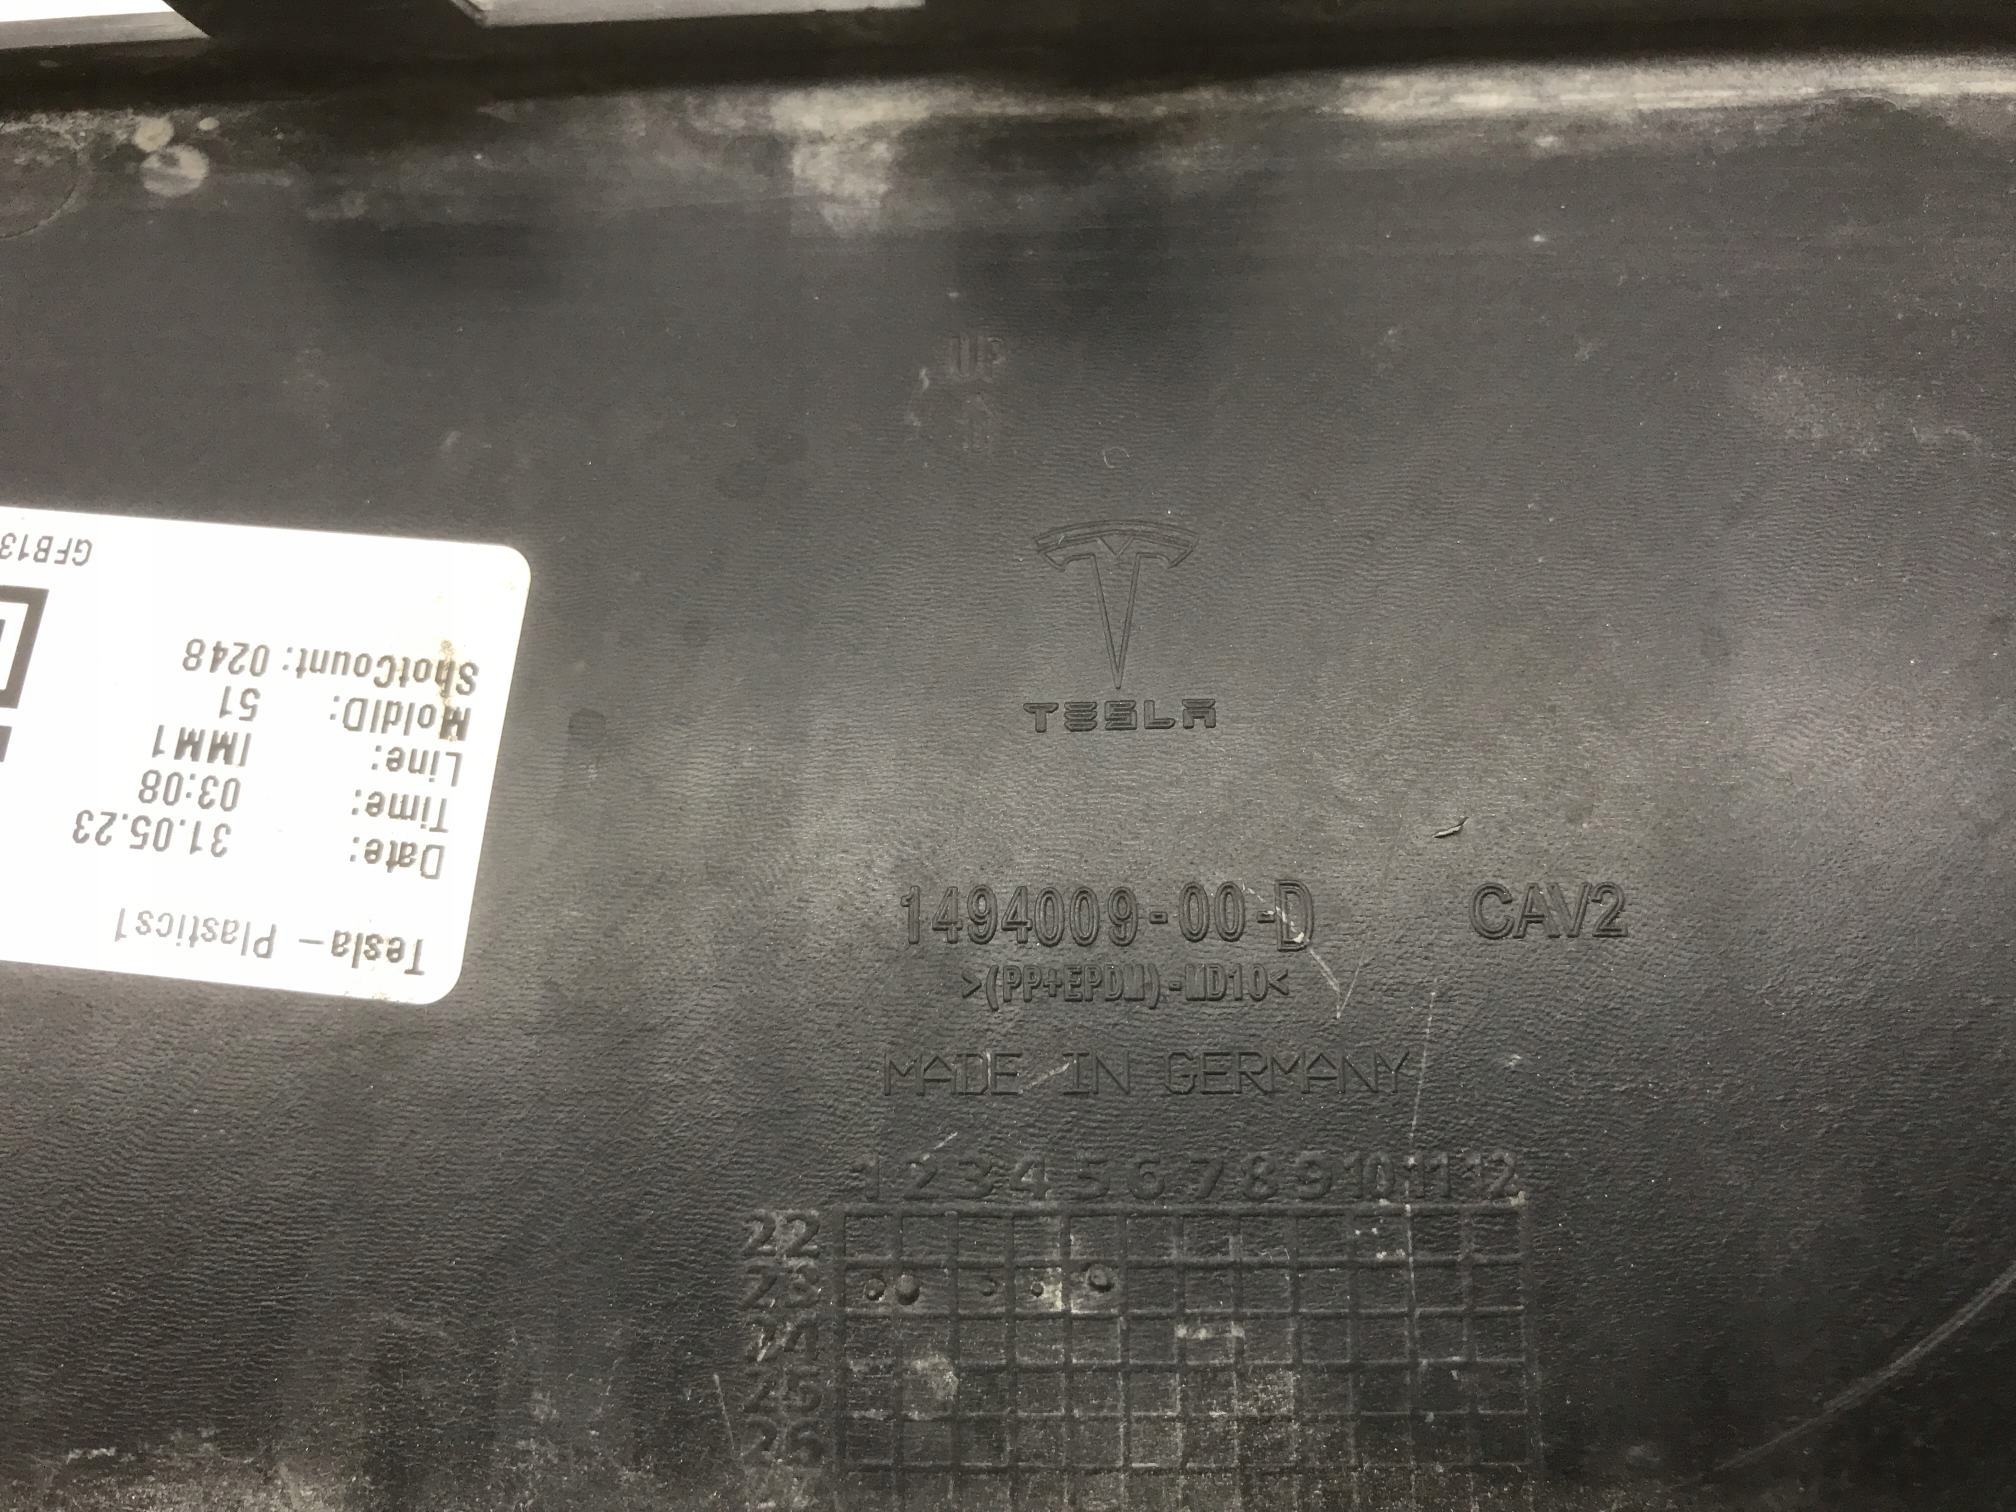 UP
TESLA
1494009-00-D CAV2
>(PP+EPDM)-MD10<
MADE IN GERMANY
1 2 3 4 5 6 7 8 9 10 11 12
22
23
24
25
26
Tesla - Plastics1
Date: 31.05.23
Time: 03:08
Line: IMM1
MoldID: 51
ShotCount: 0248
GFB13